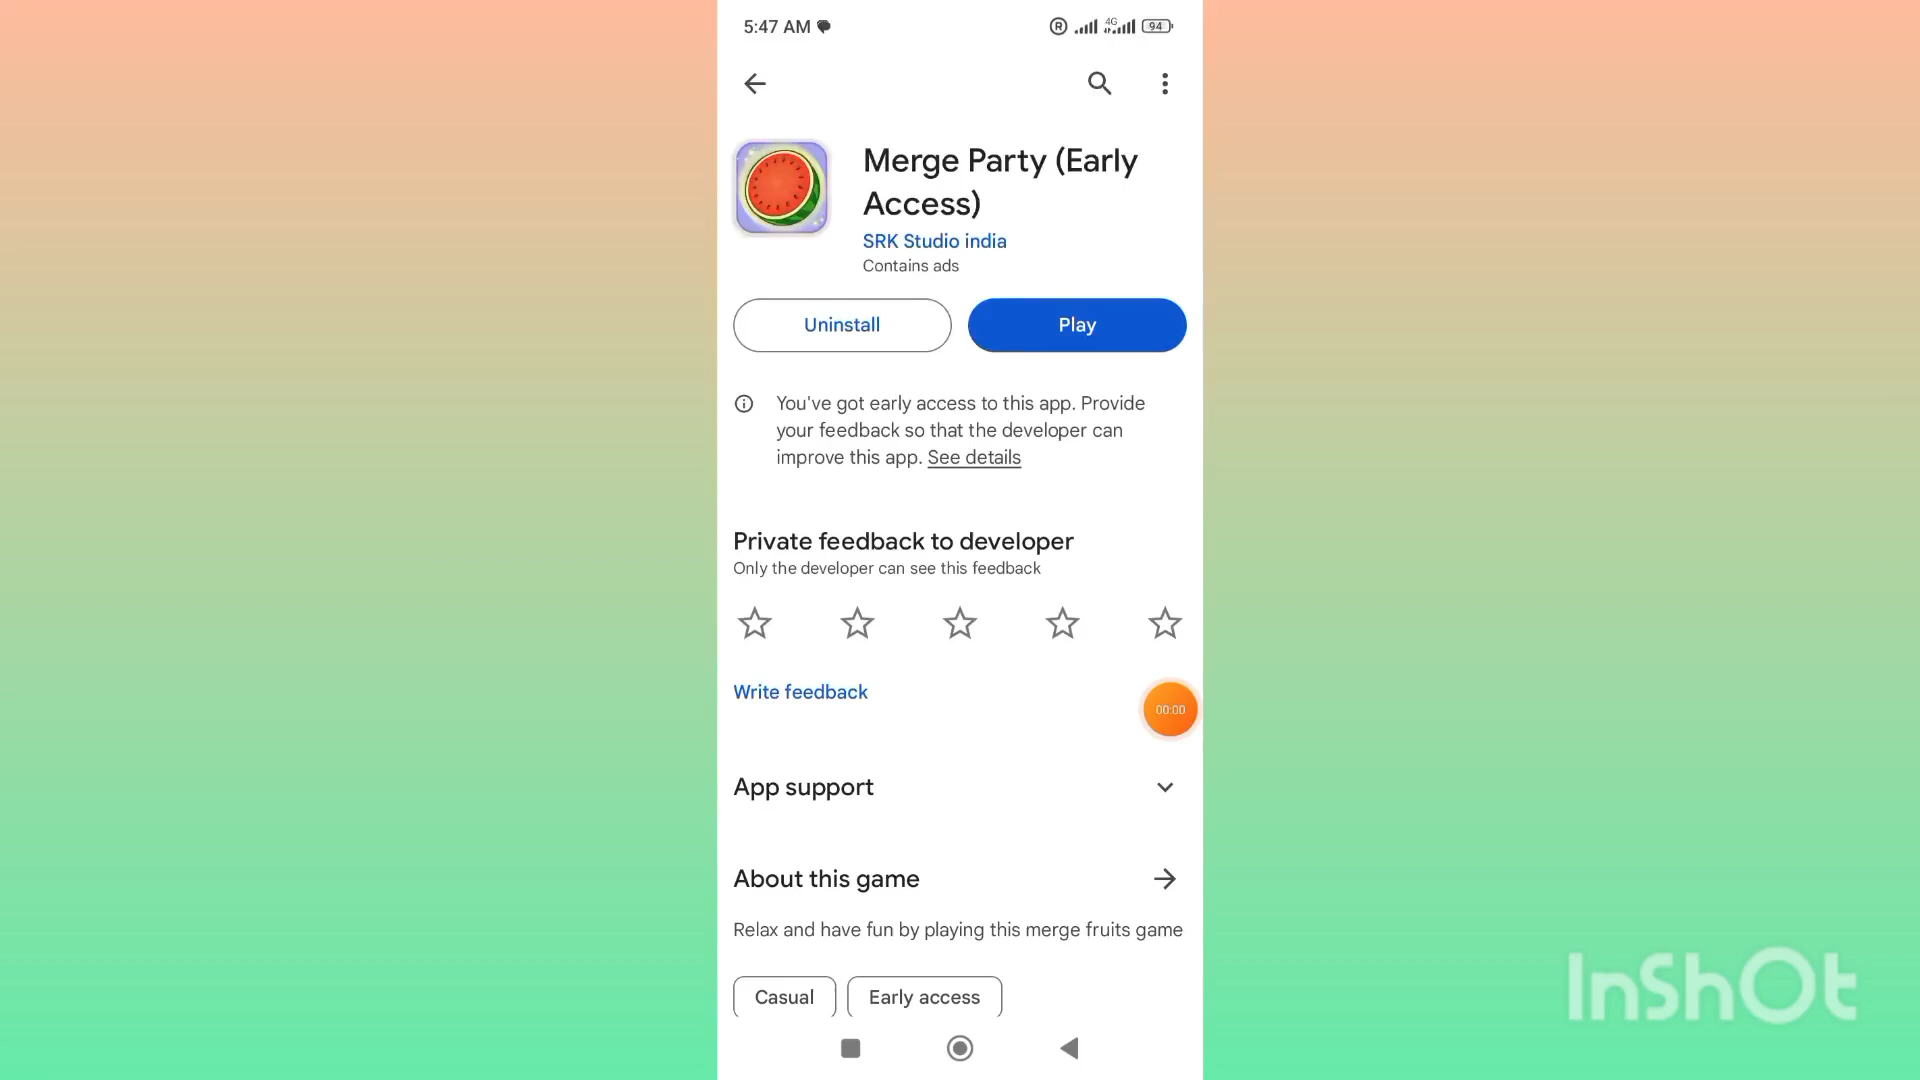 5:47 AM
R 4G 94
Merge Party (Early
Access)
SRK Studio india
Contains ads
Uninstall
Play
You've got early access to this app. Provide
your feedback so that the developer can
improve this app. See details
Private feedback to developer
Only the developer can see this feedback
Write feedback
00:00
App support
About this game
Relax and have fun by playing this merge fruits game
Casual
Early access
InShOt